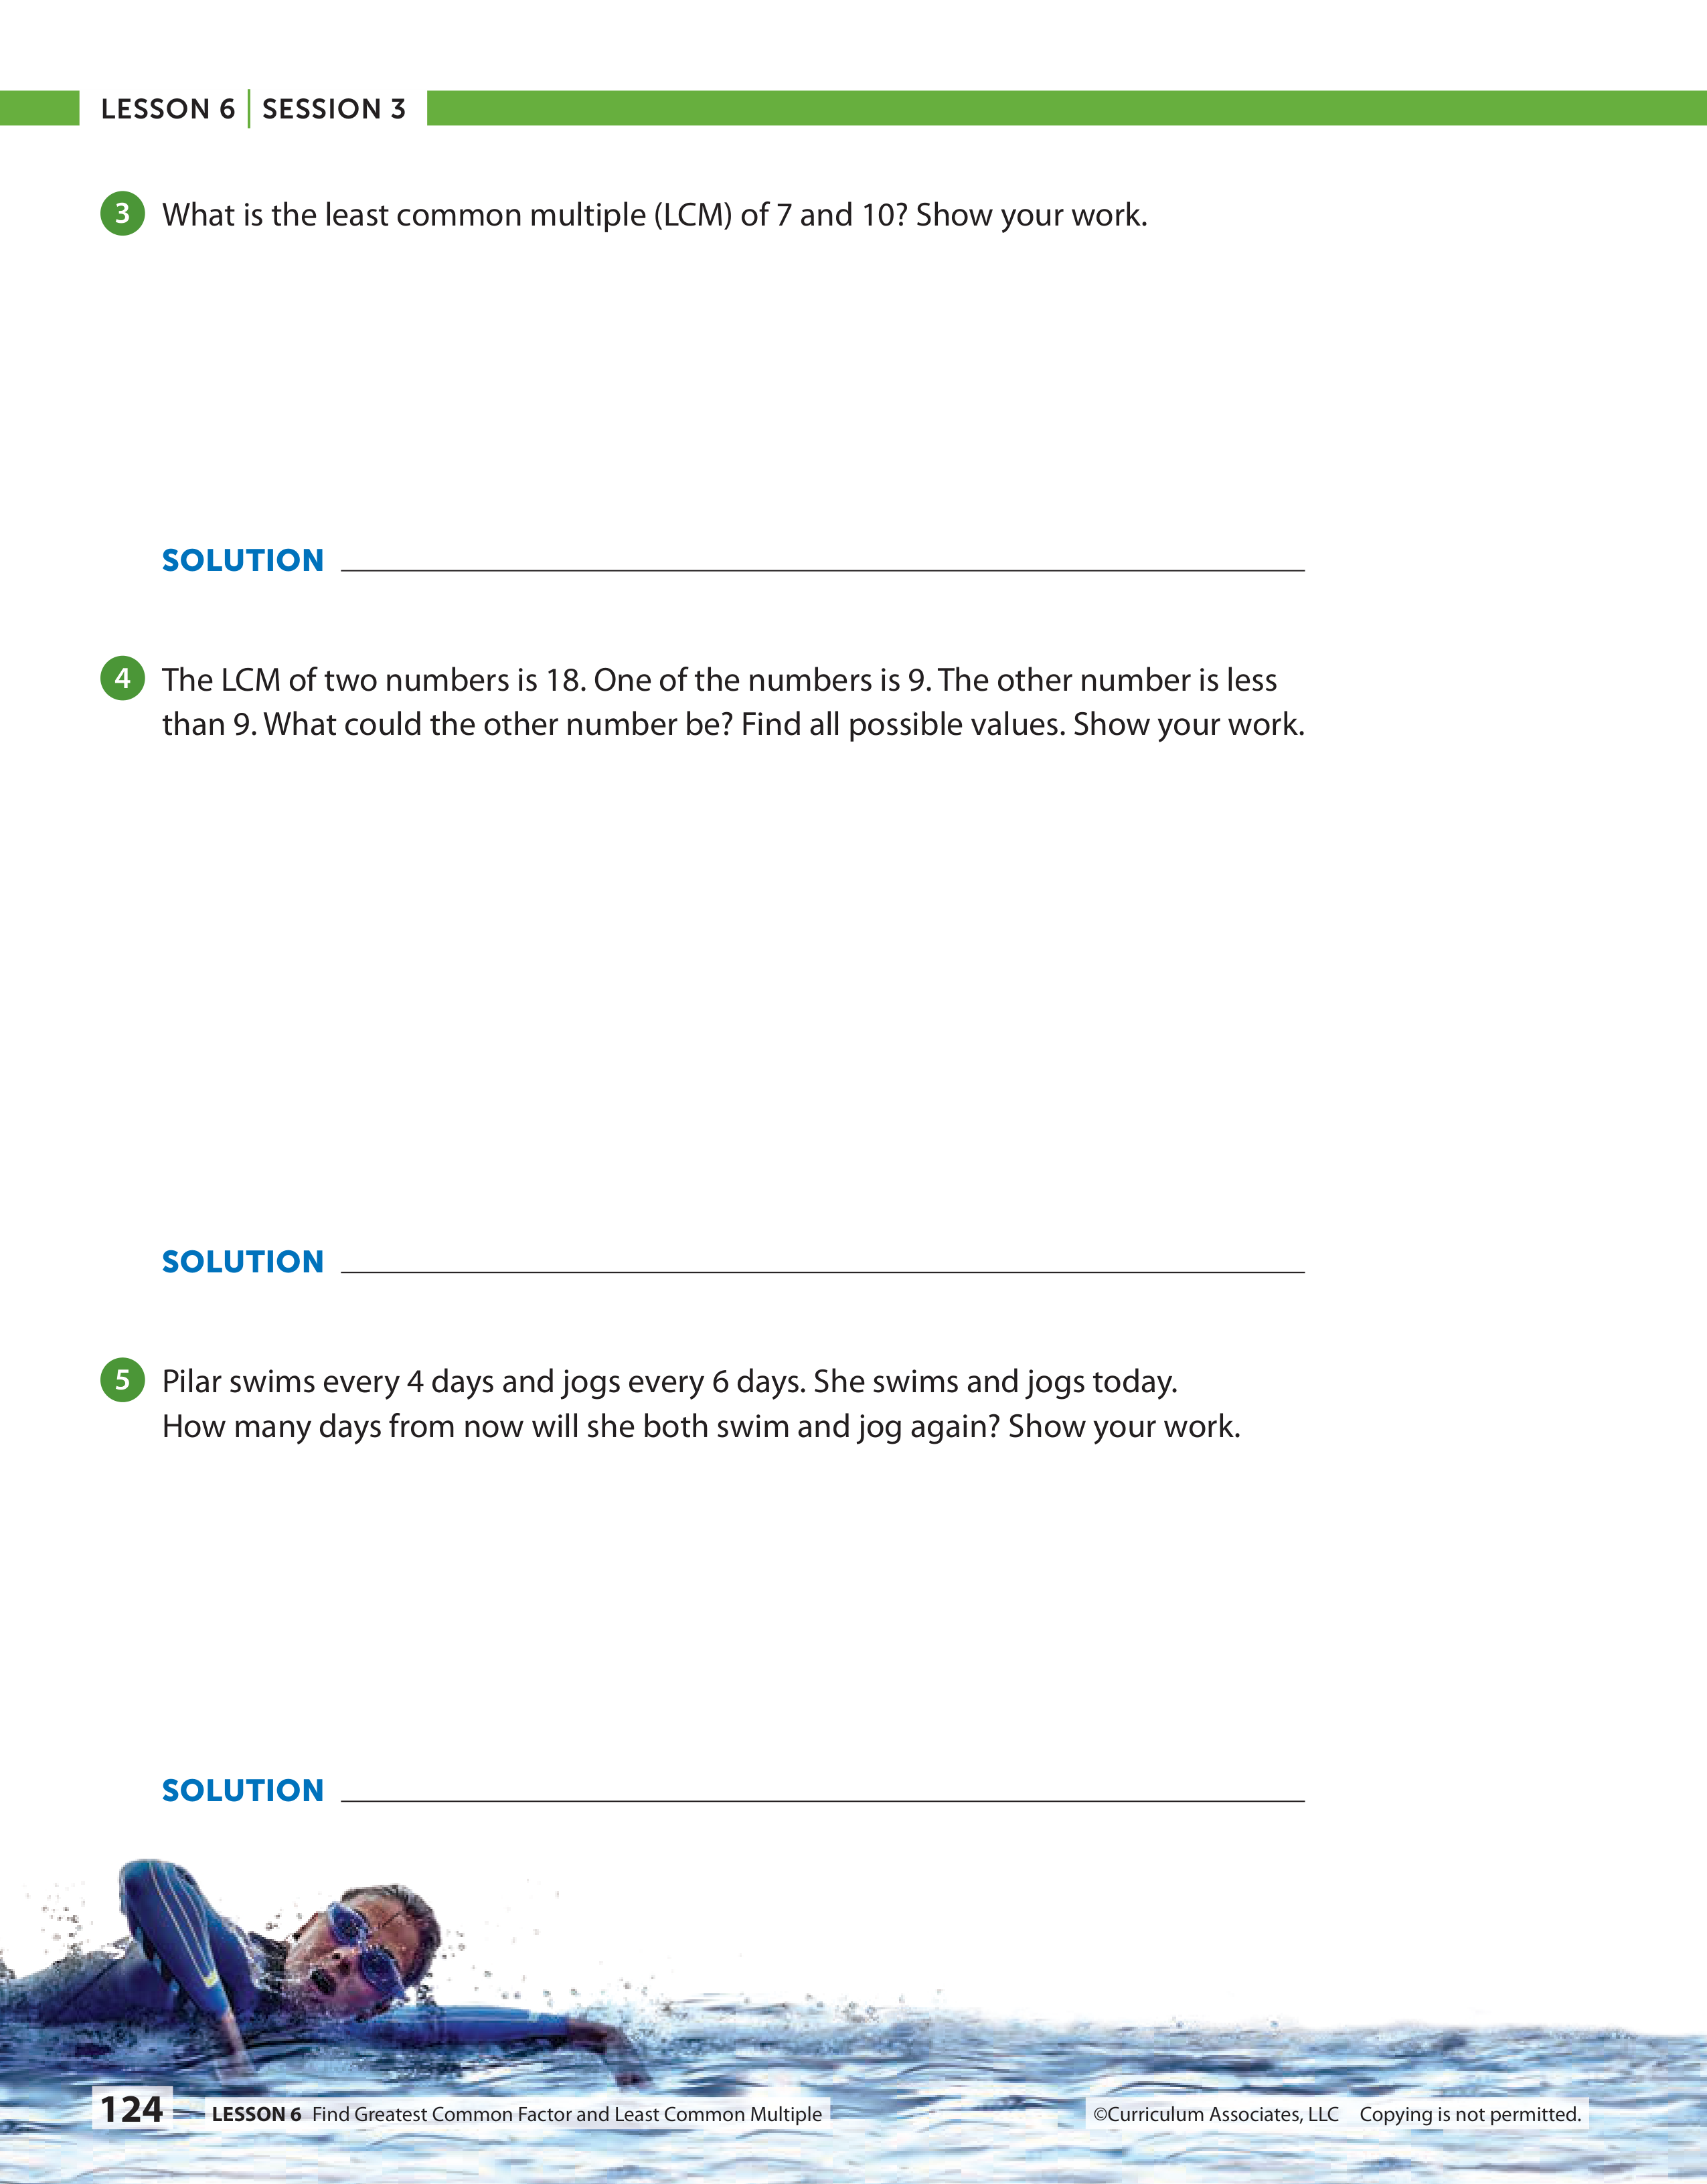 LESSON 6 | SESSION 3
3 What is the least common multiple (LCM) of 7 and 10? Show your work.
SOLUTION
4 The LCM of two numbers is 18. One of the numbers is 9. The other number is less
than 9. What could the other number be? Find all possible values. Show your work.
SOLUTION
5 Pilar swims every 4 days and jogs every 6 days. She swims and jogs today.
How many days from now will she both swim and jog again? Show your work.
SOLUTION
124 LESSON 6 Find Greatest Common Factor and Least Common Multiple ©Curriculum Associates, LLC Copying is not permitted.